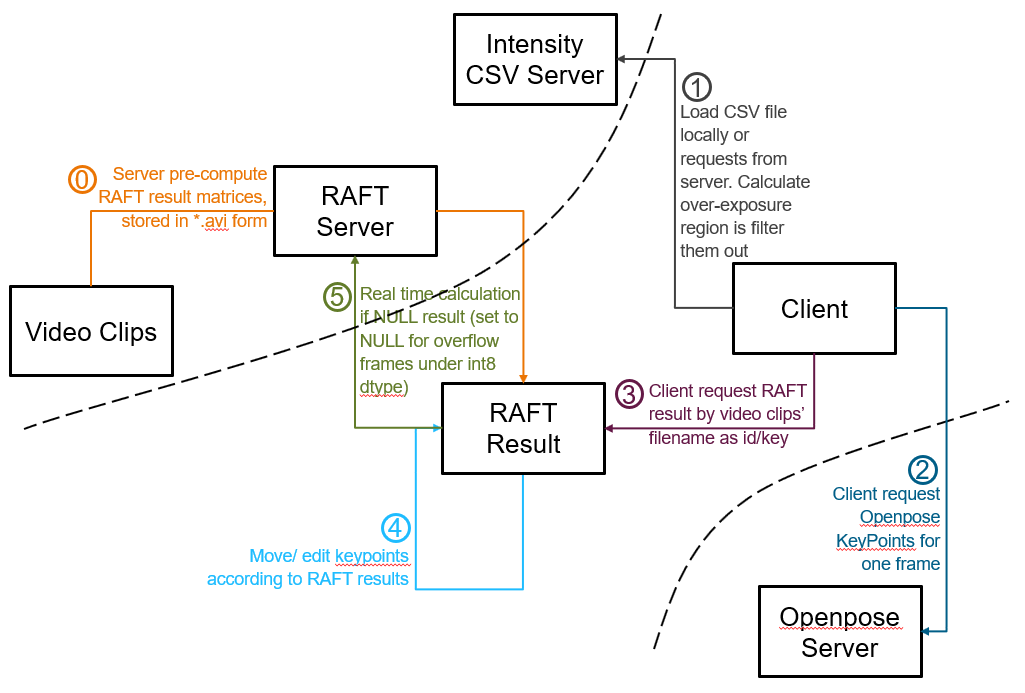 Intensity
CSV Server
1
Load CSV file
locally or
requests from
server. Calculate
over-exposure
region is filter
them out
0
Server pre-compute
RAFT result matrices,
stored in *.avi form
RAFT
Server
Video Clips
5
Real time calculation
if NULL result (set to
NULL for overflow
frames under int8
dtype)
Client
RAFT
Result
3
Client request RAFT
result by video clips’
filename as id/key
2
Client request
Openpose
KeyPoints for
one frame
4
Move/ edit keypoints
according to RAFT results
Openpose
Server